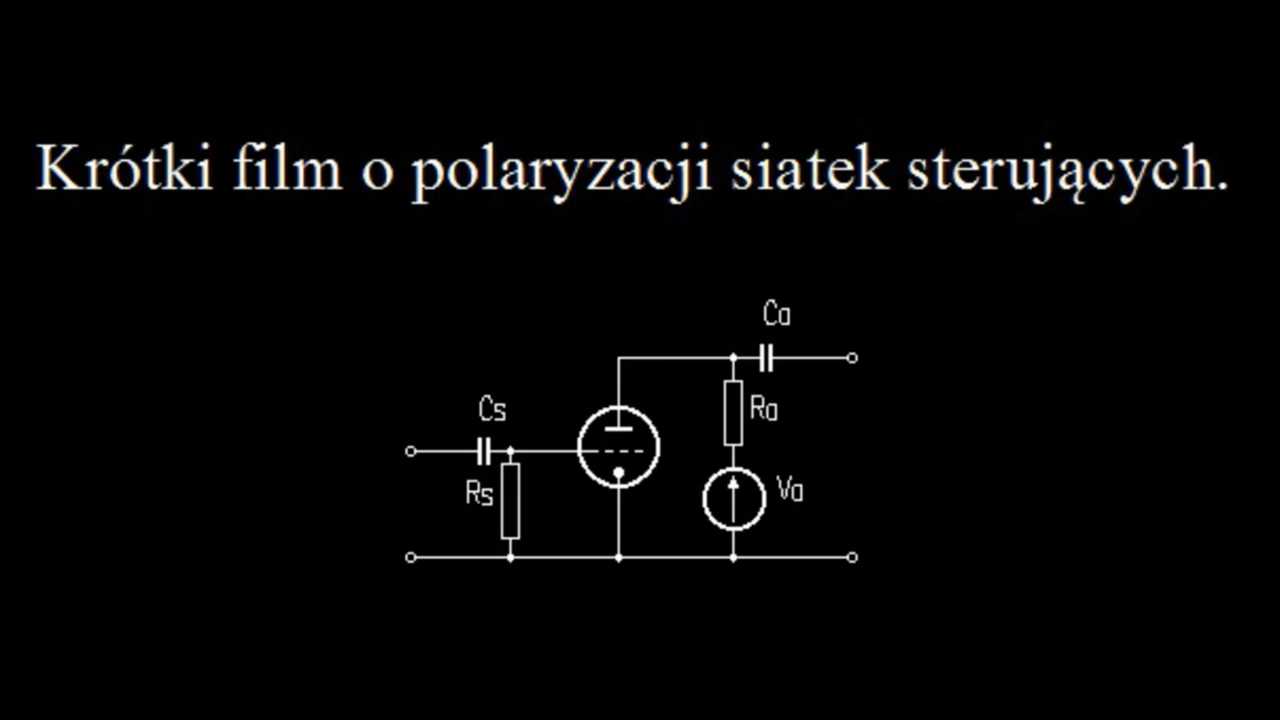 Krótki film o polaryzacji siatek sterujących.
Ca
Cs
Ra
Rs
Va